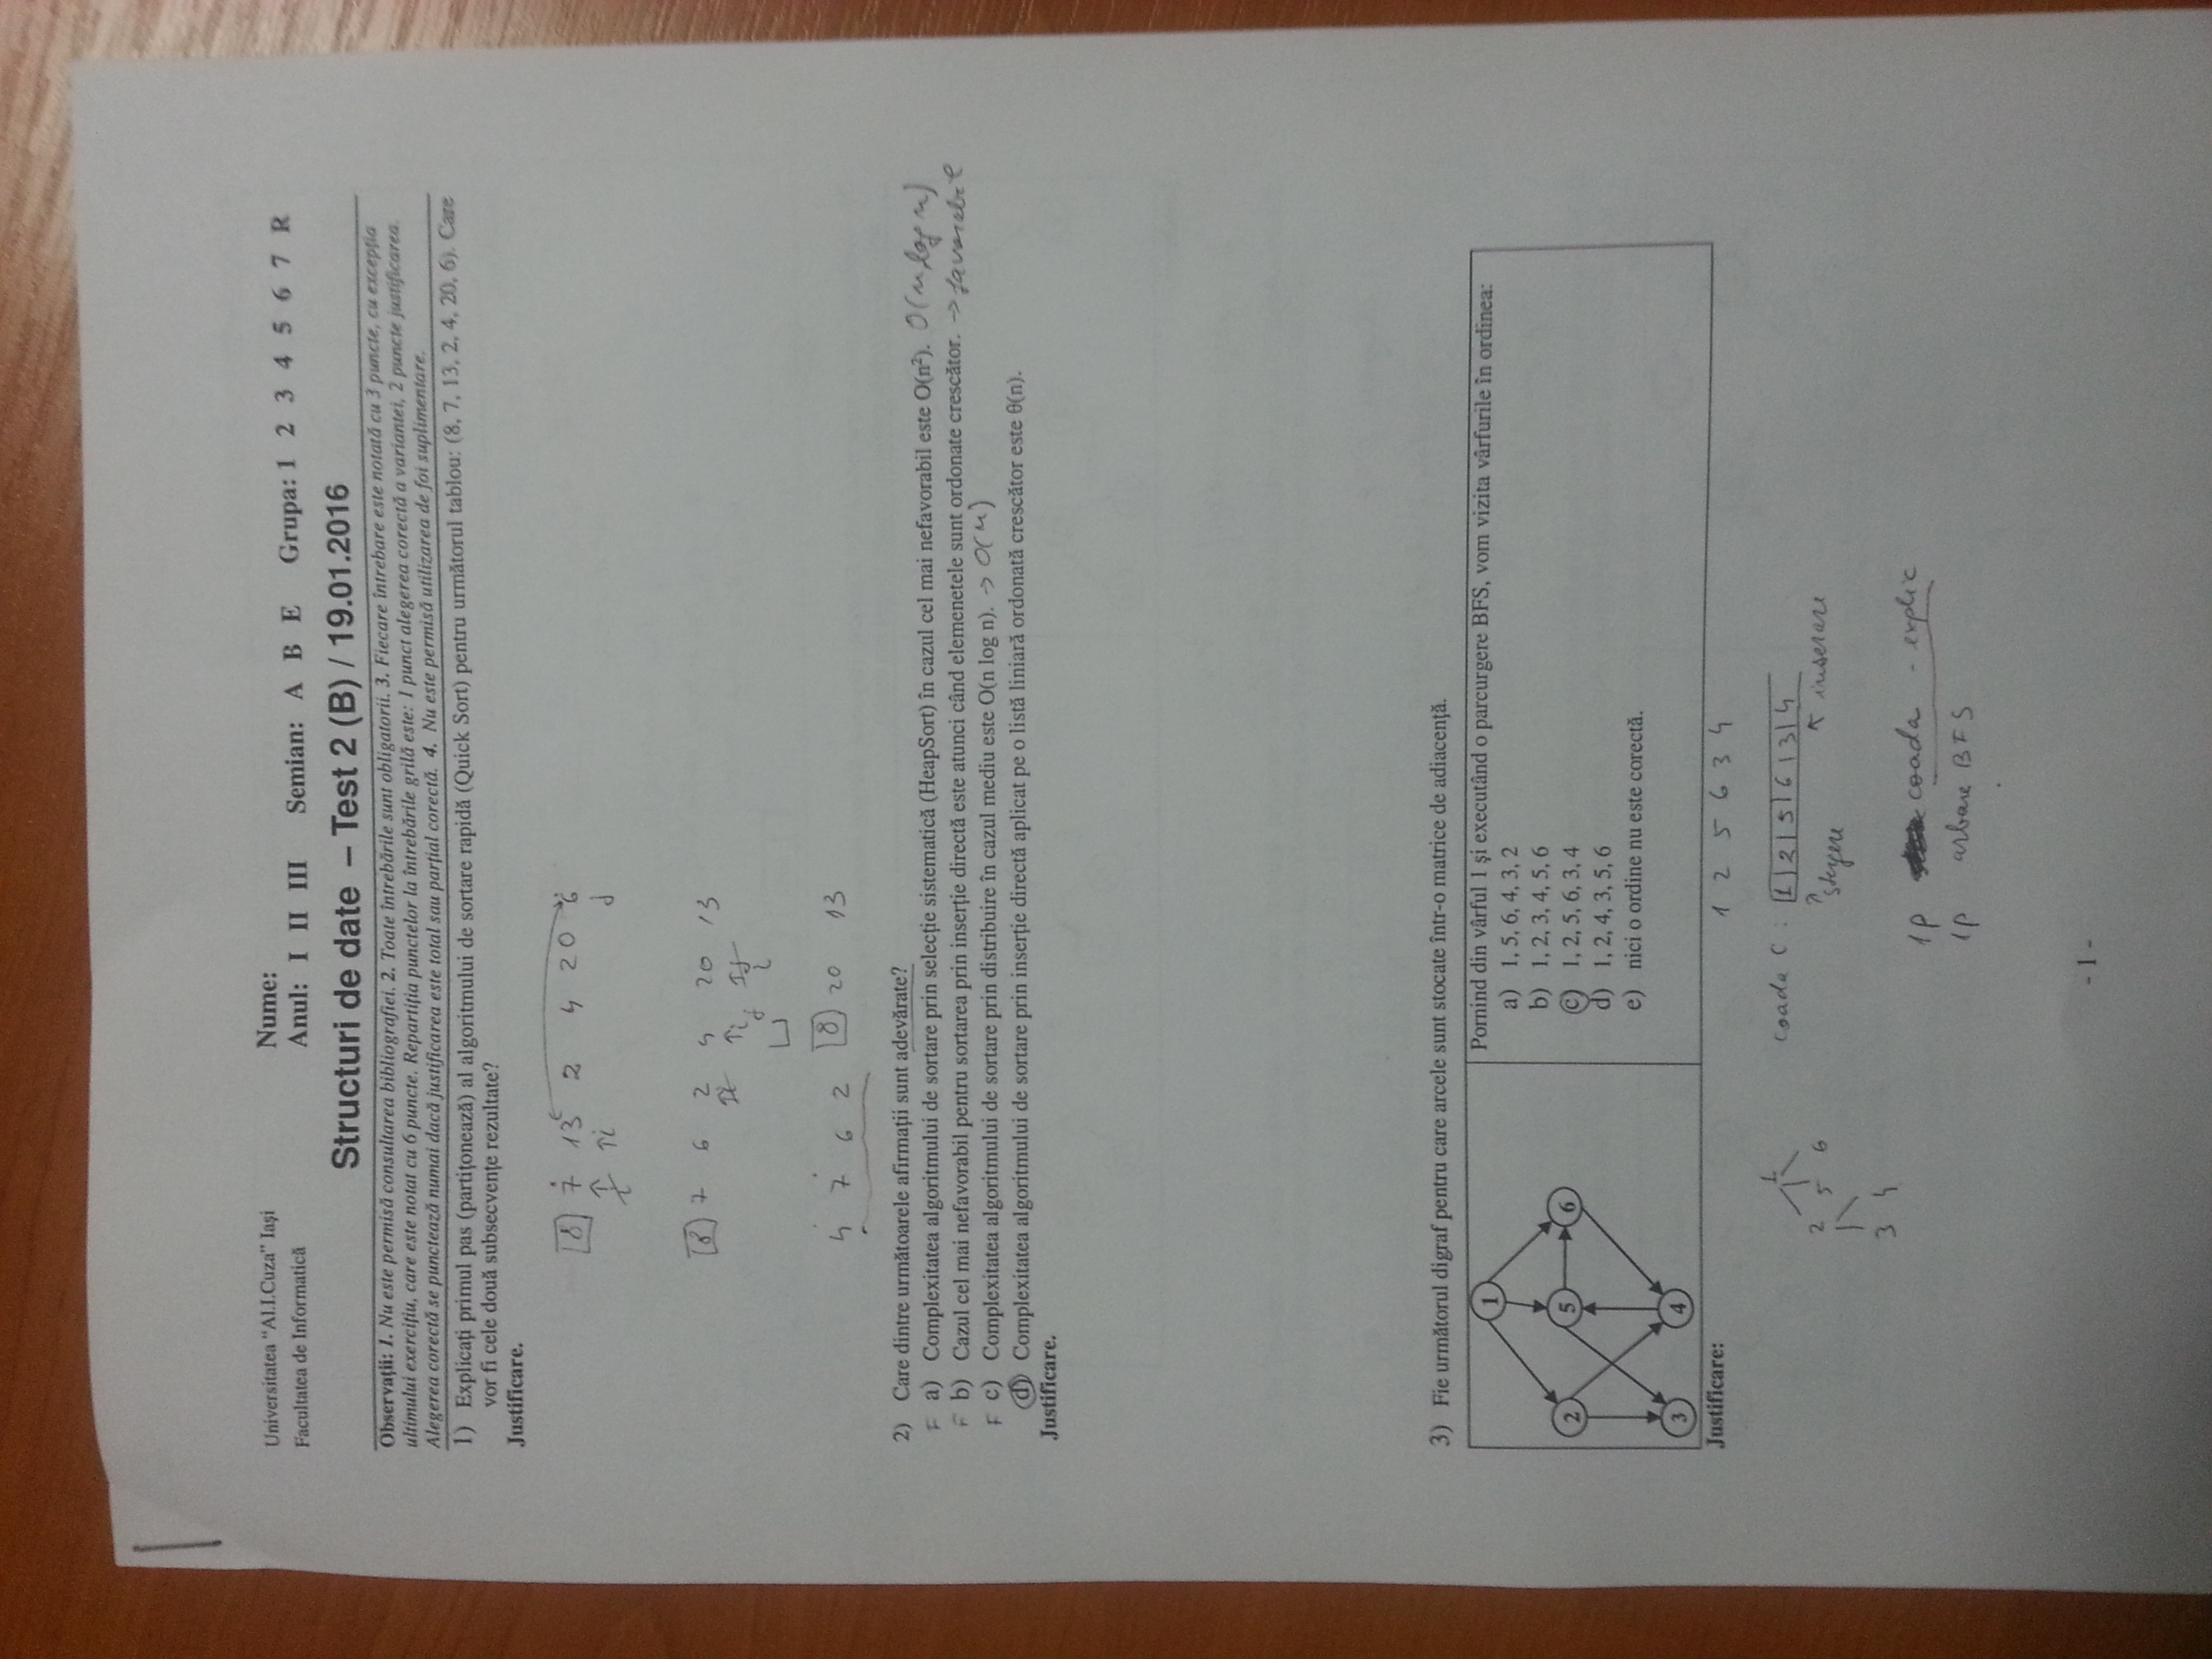 Universitatea "Al.I.Cuza" Iaşi
Facultatea de Informatică
Nume:
Anul: I II III Semian: A B E Grupa: 1 2 3 4 5 6 7 R
Structuri de date – Test 2 (B) / 19.01.2016
Observaţii: 1. Nu este permisă consultarea bibliografiei. 2. Toate întrebările sunt obligatorii. 3. Fiecare întrebare este notată cu 3 puncte, cu excepţia
ultimului exerciţiu, care este notat cu 6 puncte. Repartiţia punctelor la întrebările grilă este: 1 punct alegerea corectă a variantei, 2 puncte justificarea.
Alegerea corectă se punctează numai dacă justificarea este total sau parţial corectă. 4. Nu este permisă utilizarea de foi suplimentare.
1) Explicaţi primul pas (partiţonează) al algoritmului de sortare rapidă (Quick Sort) pentru următorul tablou: (8, 7, 13, 2, 4, 20, 6). Care
vor fi cele două subsecvenţe rezultate?
Justificare.
8 7 13 2 4 20 6
i i j
8 7 6 2 4 20 13
i i j j
i
4 7 6 2 8 20 13
2) Care dintre următoarele afirmaţii sunt adevărate?
F a) Complexitatea algoritmului de sortare prin selecţie sistematică (HeapSort) în cazul cel mai nefavorabil este O(n²). O(n log n)
F b) Cazul cel mai nefavorabil pentru sortarea prin inserţie directă este atunci când elemenetele sunt ordonate crescător. → favorabil
F c) Complexitatea algoritmului de sortare prin distribuire în cazul mediu este O(n log n). → O(n)
d) Complexitatea algoritmului de sortare prin inserţie directă aplicat pe o listă liniară ordonată crescător este θ(n).
Justificare.
3) Fie următorul digraf pentru care arcele sunt stocate într-o matrice de adiacenţă.
1
2 5 6
3 4
Pornind din vârful 1 şi executând o parcurgere BFS, vom vizita vârfurile în ordinea:
a) 1, 5, 6, 4, 3, 2
b) 1, 2, 3, 4, 5, 6
c) 1, 2, 5, 6, 3, 4
d) 1, 2, 4, 3, 5, 6
e) nici o ordine nu este corectă.
Justificare:
1 2 5 6 3 4
1
2 5 6
3 4
coada C : 1 2 5 6 3 4
ștergere inserare
1p coada - explic
1p arbore BFS
- 1 -